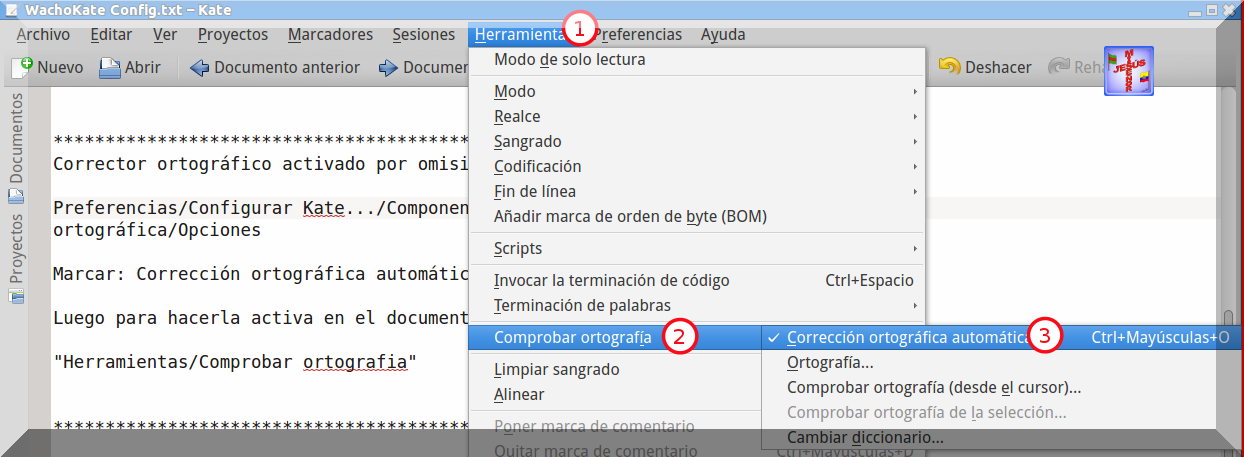 WachoKate Config.txt – Kate
Archivo Editar Ver Proyectos Marcadores Sesiones Herramienta 1 Preferencias Ayuda
Nuevo Abrir Documento anterior Documen Deshacer Reha
JESÚS
Documentos
Proyectos
******************************************
Corrector ortográfico activado por omisi
Preferencias/Configurar Kate.../Componen
ortográfica/Opciones
Marcar: Corrección ortográfica automátic
Luego para hacerla activa en el document
"Herramientas/Comprobar ortografia"
******************************************
Modo de solo lectura
Modo
Realce
Sangrado
Codificación
Fin de línea
Añadir marca de orden de byte (BOM)
Scripts
Invocar la terminación de código Ctrl+Espacio
Terminación de palabras
Comprobar ortografía 2
Limpiar sangrado
Alinear
Poner marca de comentario
Quitar marca de comentario Ctrl+Mayúsculas+D
Corrección ortográfica automática 3 Ctrl+Mayúsculas+O
Ortografía...
Comprobar ortografía (desde el cursor)...
Comprobar ortografía de la selección...
Cambiar diccionario...